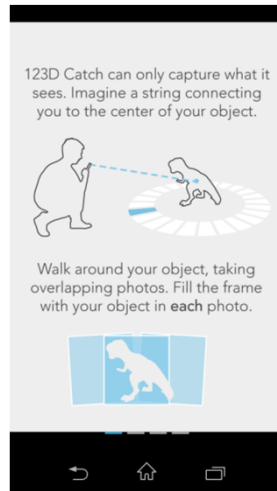 123D Catch can only capture what it
sees. Imagine a string connecting
you to the center of your object.
Walk around your object, taking
overlapping photos. Fill the frame
with your object in each photo.